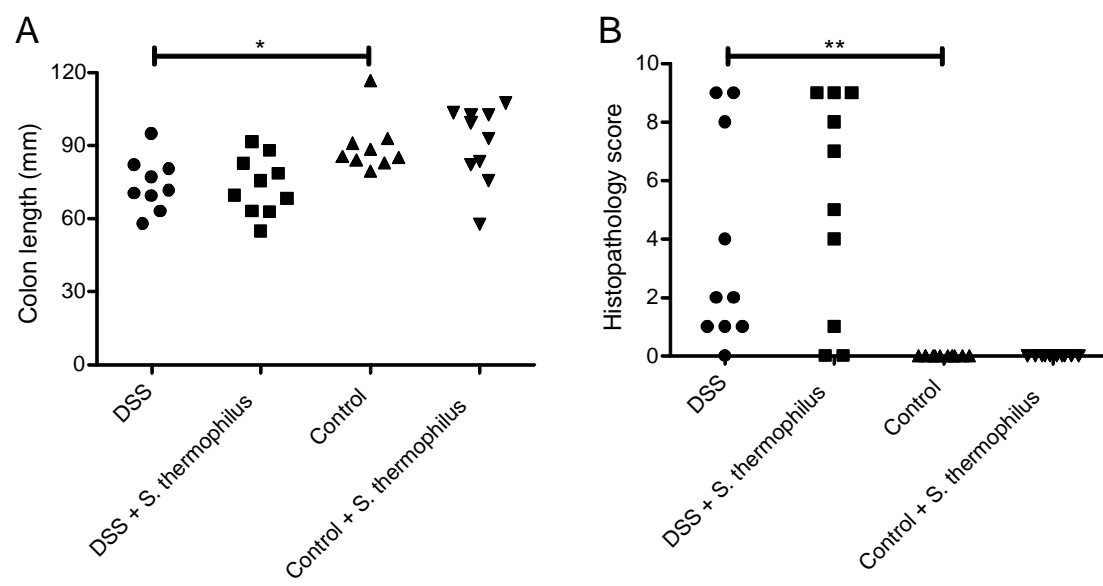 A
*
Colon length (mm)
120
90
60
30
0
DSS
DSS + S. thermophilus
Control
Control + S. thermophilus
B
**
Histopathology score
10
8
6
4
2
0
DSS
DSS + S. thermophilus
Control
Control + S. thermophilus